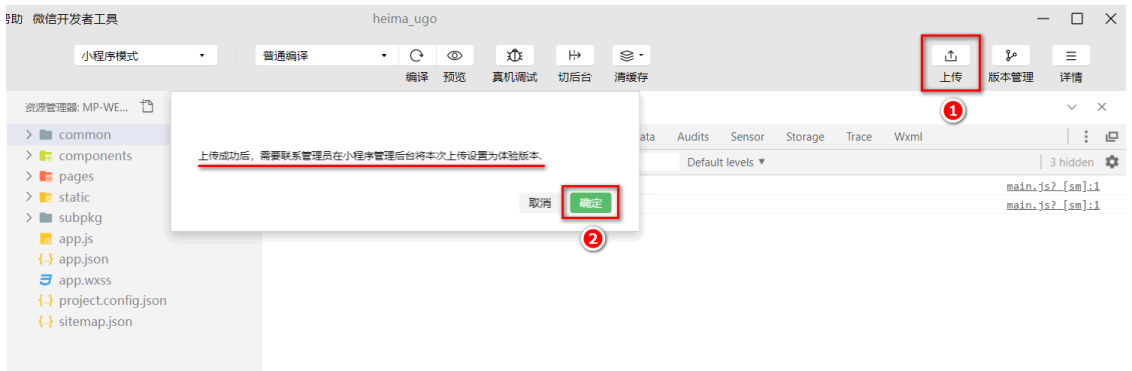 帮助 微信开发者工具 heima_ugo
小程序模式 普通编译
编译 预览 真机调试 切后台 清缓存 上传 版本管理 详情
1
资源管理器: MP-WE...
common
components
pages
static
subpkg
app.js
app.json
app.wxss
project.config.json
sitemap.json
上传成功后，需要联系管理员在小程序管理后台将本次上传设置为体验版本.
取消 确定
2
Audits Sensor Storage Trace Wxml
Default levels 3 hidden
main.js? [sm]:1
main.js? [sm]:1